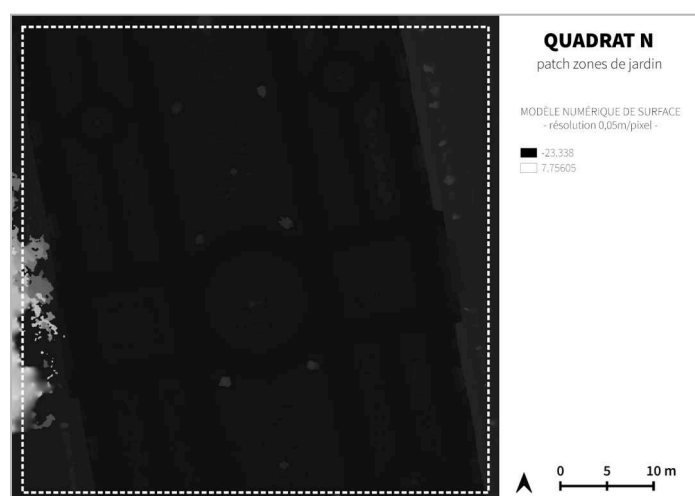 QUADRAT N
patch zones de jardin
MODÈLE NUMÉRIQUE DE SURFACE
- résolution 0,05m/pixel -
-23.338
7.75605
0 5 10 m